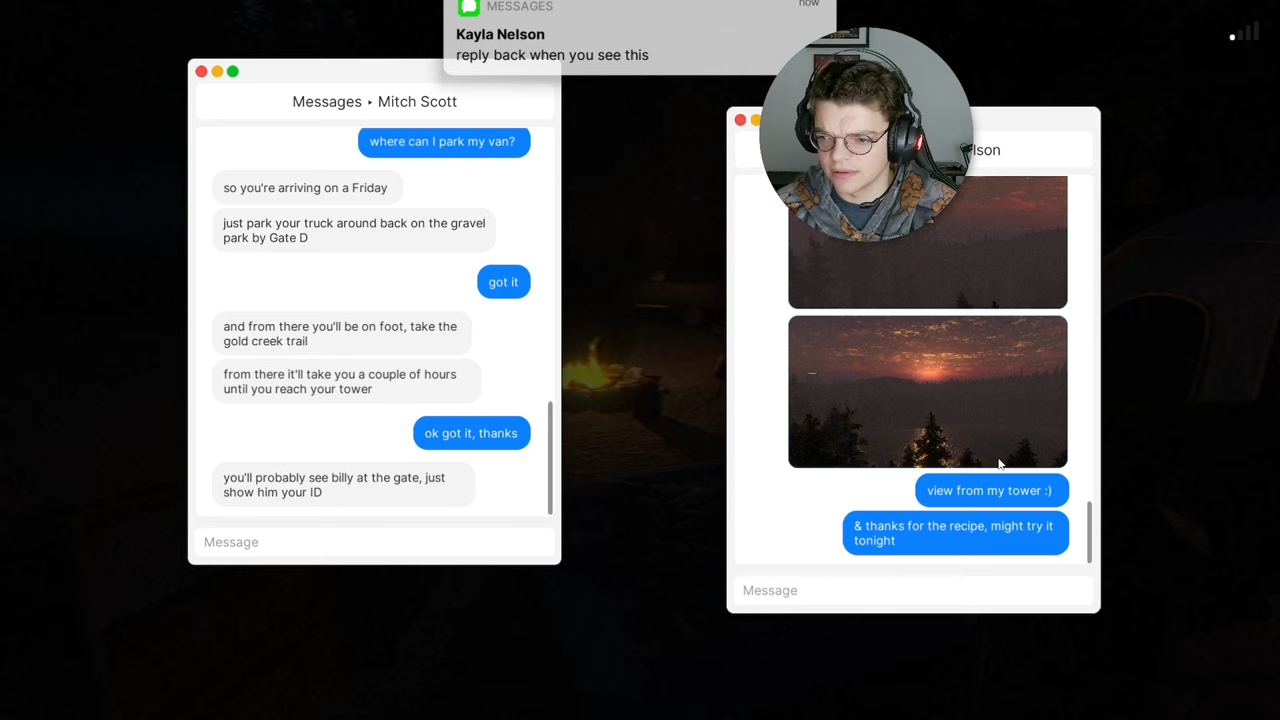 MESSAGES
now
Kayla Nelson
reply back when you see this
Messages ‣ Mitch Scott
where can I park my van?
so you're arriving on a Friday
just park your truck around back on the gravel
park by Gate D
got it
and from there you'll be on foot, take the
gold creek trail
from there it'll take you a couple of hours
until you reach your tower
ok got it, thanks
you'll probably see billy at the gate, just
show him your ID
Message
lson
view from my tower :)
& thanks for the recipe, might try it
tonight
Message